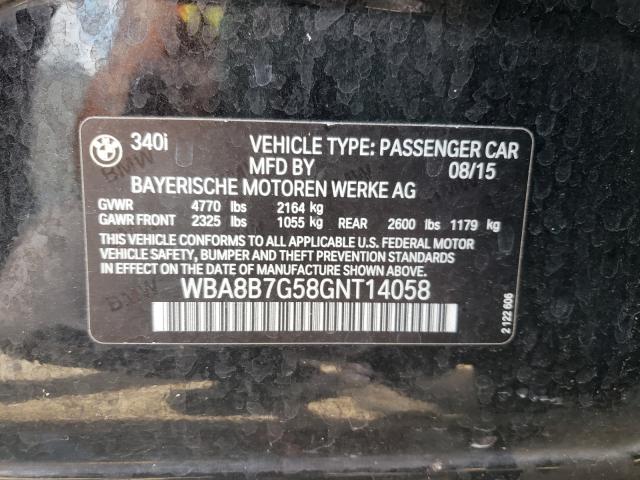 BMW 340i VEHICLE TYPE: PASSENGER CAR
MFD BY 08/15
BAYERISCHE MOTOREN WERKE AG
GVWR 4770 lbs 2164 kg
GAWR FRONT 2325 lbs 1055 kg REAR 2600 lbs 1179 kg
THIS VEHICLE CONFORMS TO ALL APPLICABLE U.S. FEDERAL MOTOR
VEHICLE SAFETY, BUMPER AND THEFT PREVENTION STANDARDS
IN EFFECT ON THE DATE OF MANUFACTURE SHOWN ABOVE.
WBA8B7G58GNT14058
2 122 606